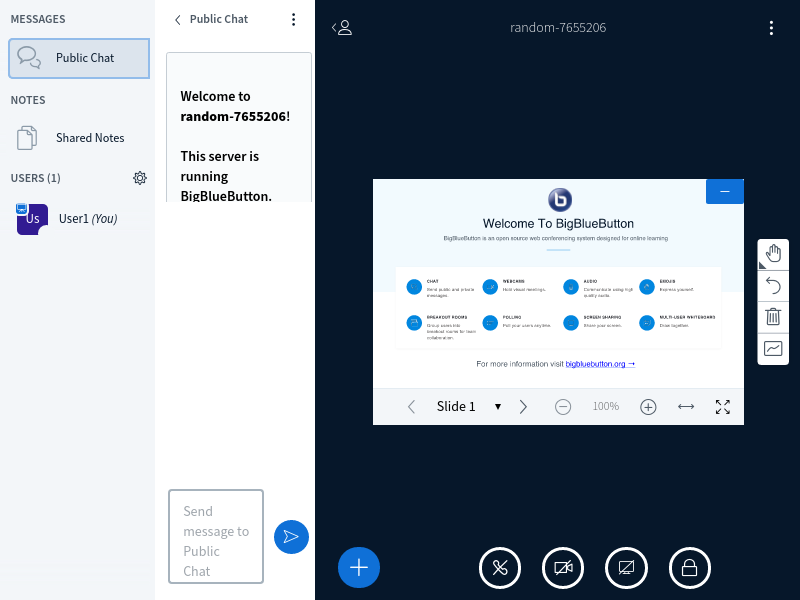 MESSAGES
Public Chat
NOTES
Shared Notes
USERS (1)
Us
User1 (You)
Public Chat
Welcome to
random-7655206!
This server is
running
BigBlueButton.
Send
message to
Public
Chat
random-7655206
b
Welcome To BigBlueButton
BigBlueButton is an open source web conferencing system designed for online learning
CHAT
Send public and private
messages.
WEBCAMS
Hold visual meetings.
AUDIO
Communicate using high
quality audio.
EMOJIS
Express yourself.
BREAKOUT ROOMS
Group users into
breakout rooms for team
collaboration.
POLLING
Poll your users anytime.
SCREEN SHARING
Share your screen.
MULTI-USER WHITEBOARD
Draw together.
For more information visit bigbluebutton.org →
Slide 1
100%